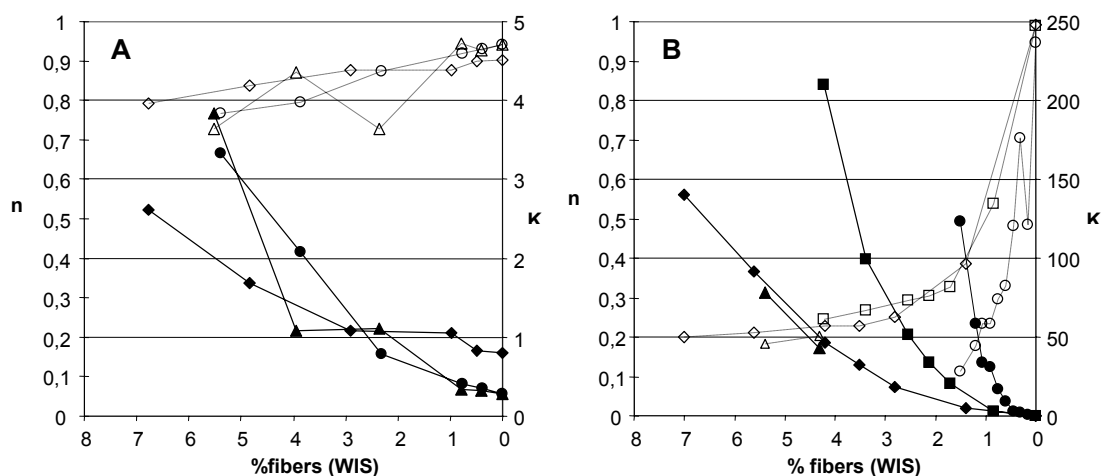 1 5 1 250
A B
0,9 0,9
0,8 4 0,8 200
0,7 0,7
0,6 3 0,6 150
n K n K
0,5 0,5
0,4 2 0,4 100
0,3 0,3
0,2 1 0,2 50
0,1 0,1
0 0 0 0
8 7 6 5 4 3 2 1 0 8 7 6 5 4 3 2 1 0
%fibers (WIS) % fibers (WIS)